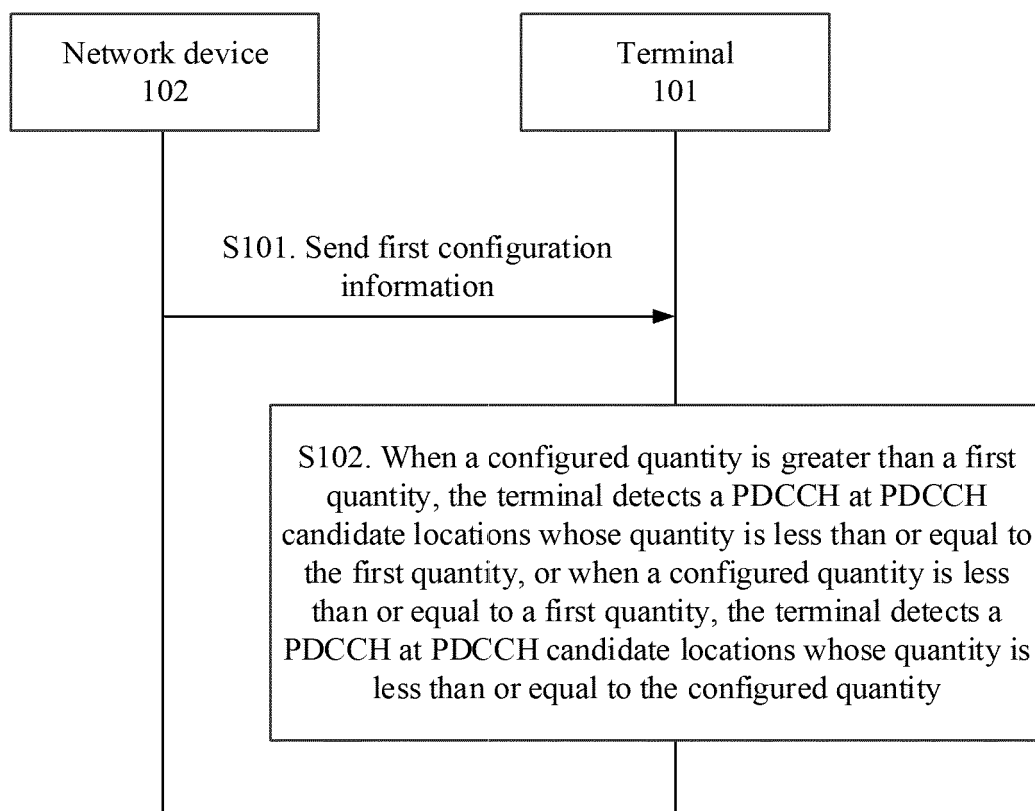 Network device
102
Terminal
101
S101. Send first configuration
information
S102. When a configured quantity is greater than a first
quantity, the terminal detects a PDCCH at PDCCH
candidate locations whose quantity is less than or equal to
the first quantity, or when a configured quantity is less
than or equal to a first quantity, the terminal detects a
PDCCH at PDCCH candidate locations whose quantity is
less than or equal to the configured quantity